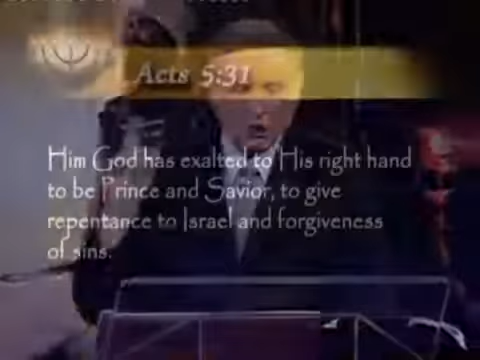 Acts 5:31
Him God has exalted to His right hand
to be Prince and Savior, to give
repentance to Israel and forgiveness
of sins.